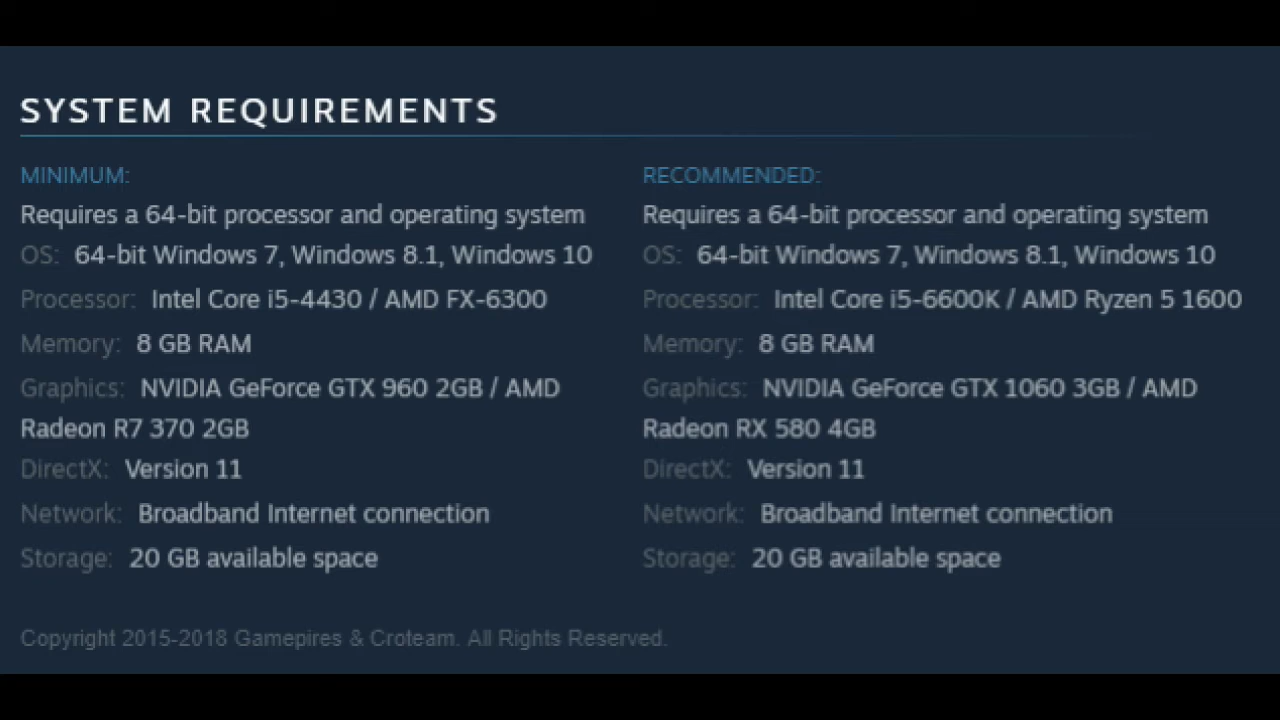 SYSTEM REQUIREMENTS
MINIMUM:
Requires a 64-bit processor and operating system
OS: 64-bit Windows 7, Windows 8.1, Windows 10
Processor: Intel Core i5-4430 / AMD FX-6300
Memory: 8 GB RAM
Graphics: NVIDIA GeForce GTX 960 2GB / AMD
Radeon R7 370 2GB
DirectX: Version 11
Network: Broadband Internet connection
Storage: 20 GB available space
RECOMMENDED:
Requires a 64-bit processor and operating system
OS: 64-bit Windows 7, Windows 8.1, Windows 10
Processor: Intel Core i5-6600K / AMD Ryzen 5 1600
Memory: 8 GB RAM
Graphics: NVIDIA GeForce GTX 1060 3GB / AMD
Radeon RX 580 4GB
DirectX: Version 11
Network: Broadband Internet connection
Storage: 20 GB available space
Copyright 2015-2018 Gamepires & Croteam. All Rights Reserved.